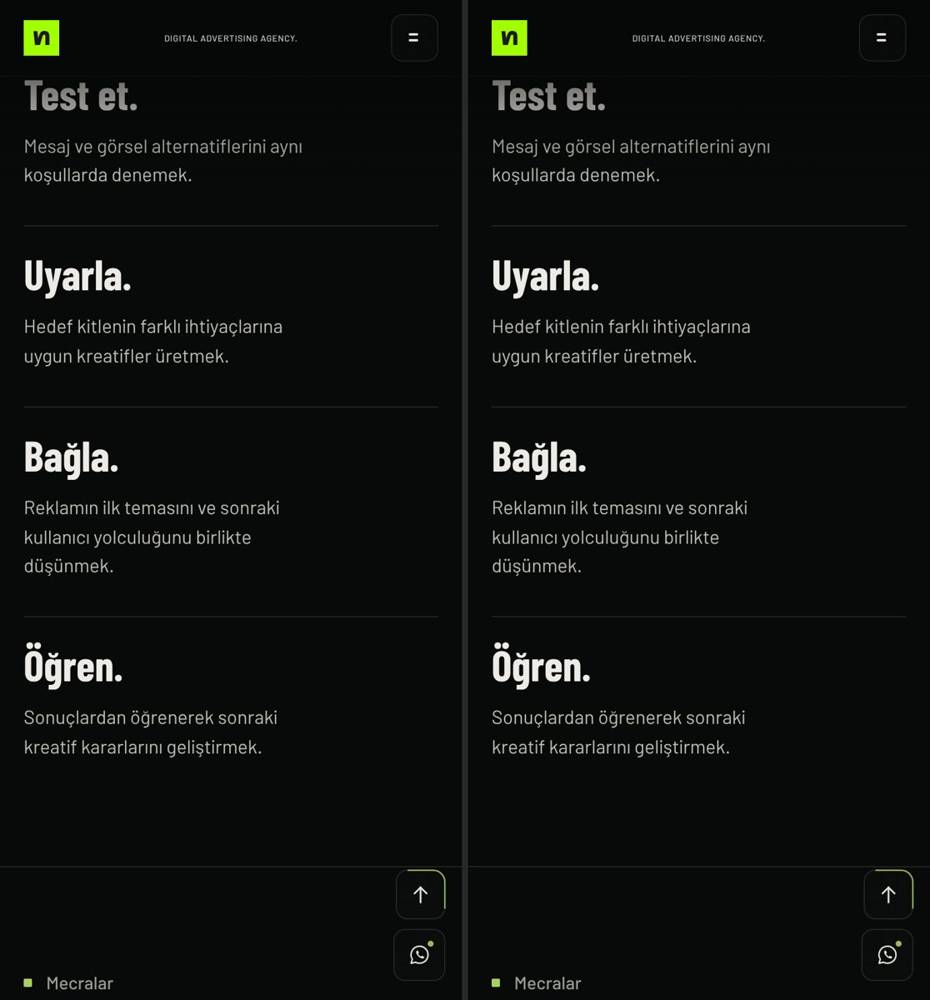 n
DIGITAL ADVERTISING AGENCY.
Test et.
Mesaj ve görsel alternatiflerini aynı
koşullarda denemek.
Uyarla.
Hedef kitlenin farklı ihtiyaçlarına
uygun kreatifler üretmek.
Bağla.
Reklamın ilk temasını ve sonraki
kullanıcı yolculuğunu birlikte
düşünmek.
Öğren.
Sonuçlardan öğrenerek sonraki
kreatif kararlarını geliştirmek.
Mecralar
n
DIGITAL ADVERTISING AGENCY.
Test et.
Mesaj ve görsel alternatiflerini aynı
koşullarda denemek.
Uyarla.
Hedef kitlenin farklı ihtiyaçlarına
uygun kreatifler üretmek.
Bağla.
Reklamın ilk temasını ve sonraki
kullanıcı yolculuğunu birlikte
düşünmek.
Öğren.
Sonuçlardan öğrenerek sonraki
kreatif kararlarını geliştirmek.
Mecralar